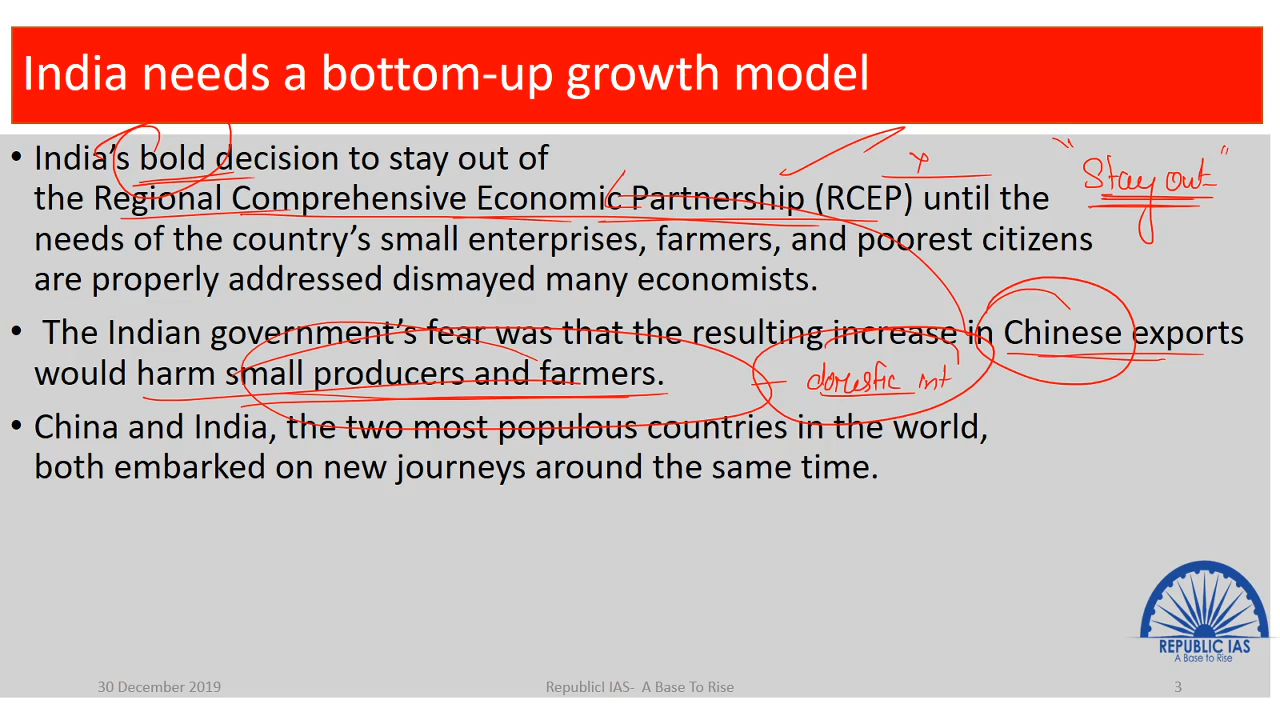 India needs a bottom-up growth model
• India's bold decision to stay out of
the Regional Comprehensive Economic Partnership (RCEP) until the
needs of the country's small enterprises, farmers, and poorest citizens
are properly addressed dismayed many economists.
"Stay out"
• The Indian government's fear was that the resulting increase in Chinese exports
would harm small producers and farmers.
domestic int
• China and India, the two most populous countries in the world,
both embarked on new journeys around the same time.
REPUBLIC IAS
A Base to Rise
30 December 2019
RepublicI IAS- A Base To Rise
3